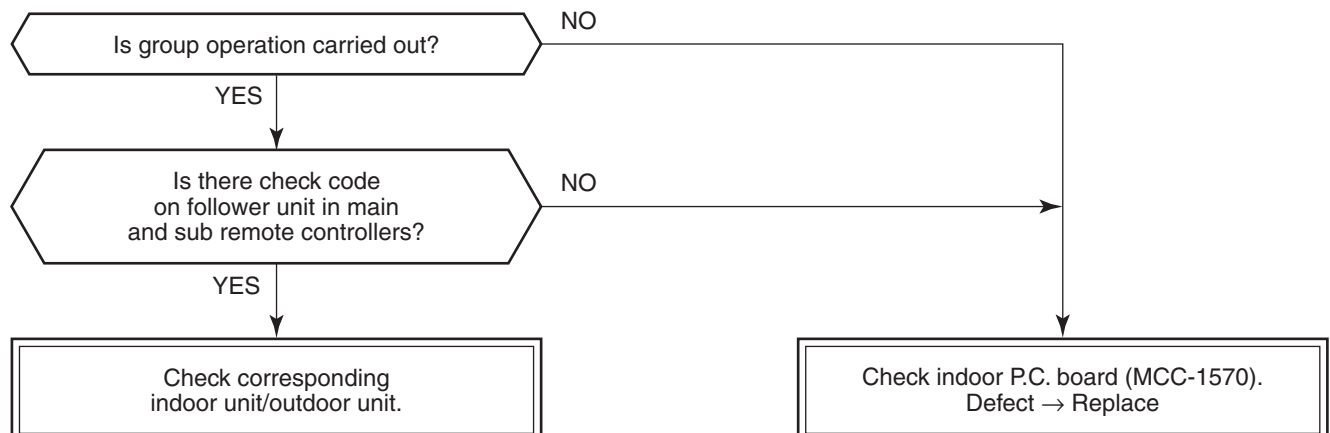 Is group operation carried out?
NO
YES
Is there check code
on follower unit in main
and sub remote controllers?
NO
YES
Check corresponding
indoor unit/outdoor unit.
Check indoor P.C. board (MCC-1570).
Defect → Replace